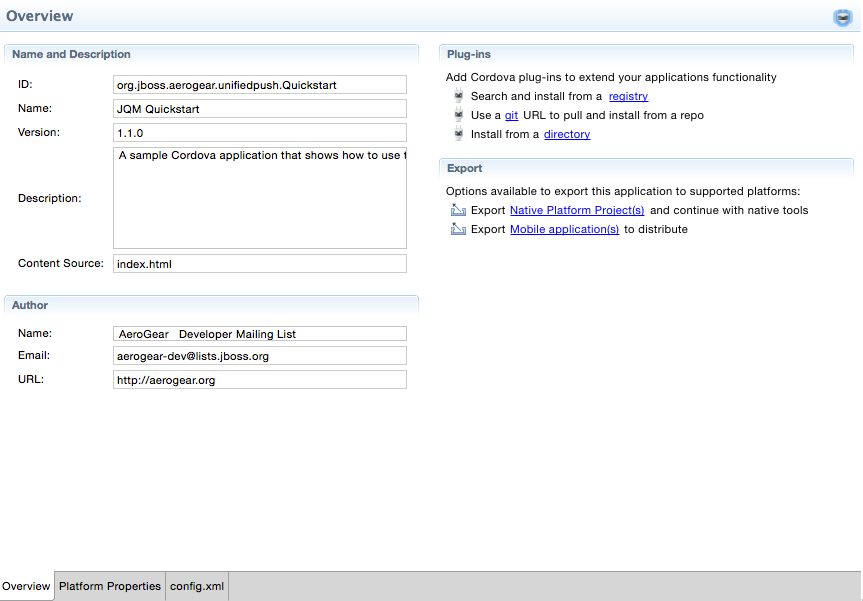 Overview
Name and Description
ID: org.jboss.aerogear.unifiedpush.Quickstart
Name: JQM Quickstart
Version: 1.1.0
Description: A sample Cordova application that shows how to use
Content Source: index.html
Author
Name: AeroGear Developer Mailing List
Email: aerogear-dev@lists.jboss.org
URL: http://aerogear.org
Plug-ins
Add Cordova plug-ins to extend your applications functionality
Search and install from a registry
Use a git URL to pull and install from a repo
Install from a directory
Export
Options available to export this application to supported platforms:
Export Native Platform Project(s) and continue with native tools
Export Mobile application(s) to distribute
Overview Platform Properties config.xml